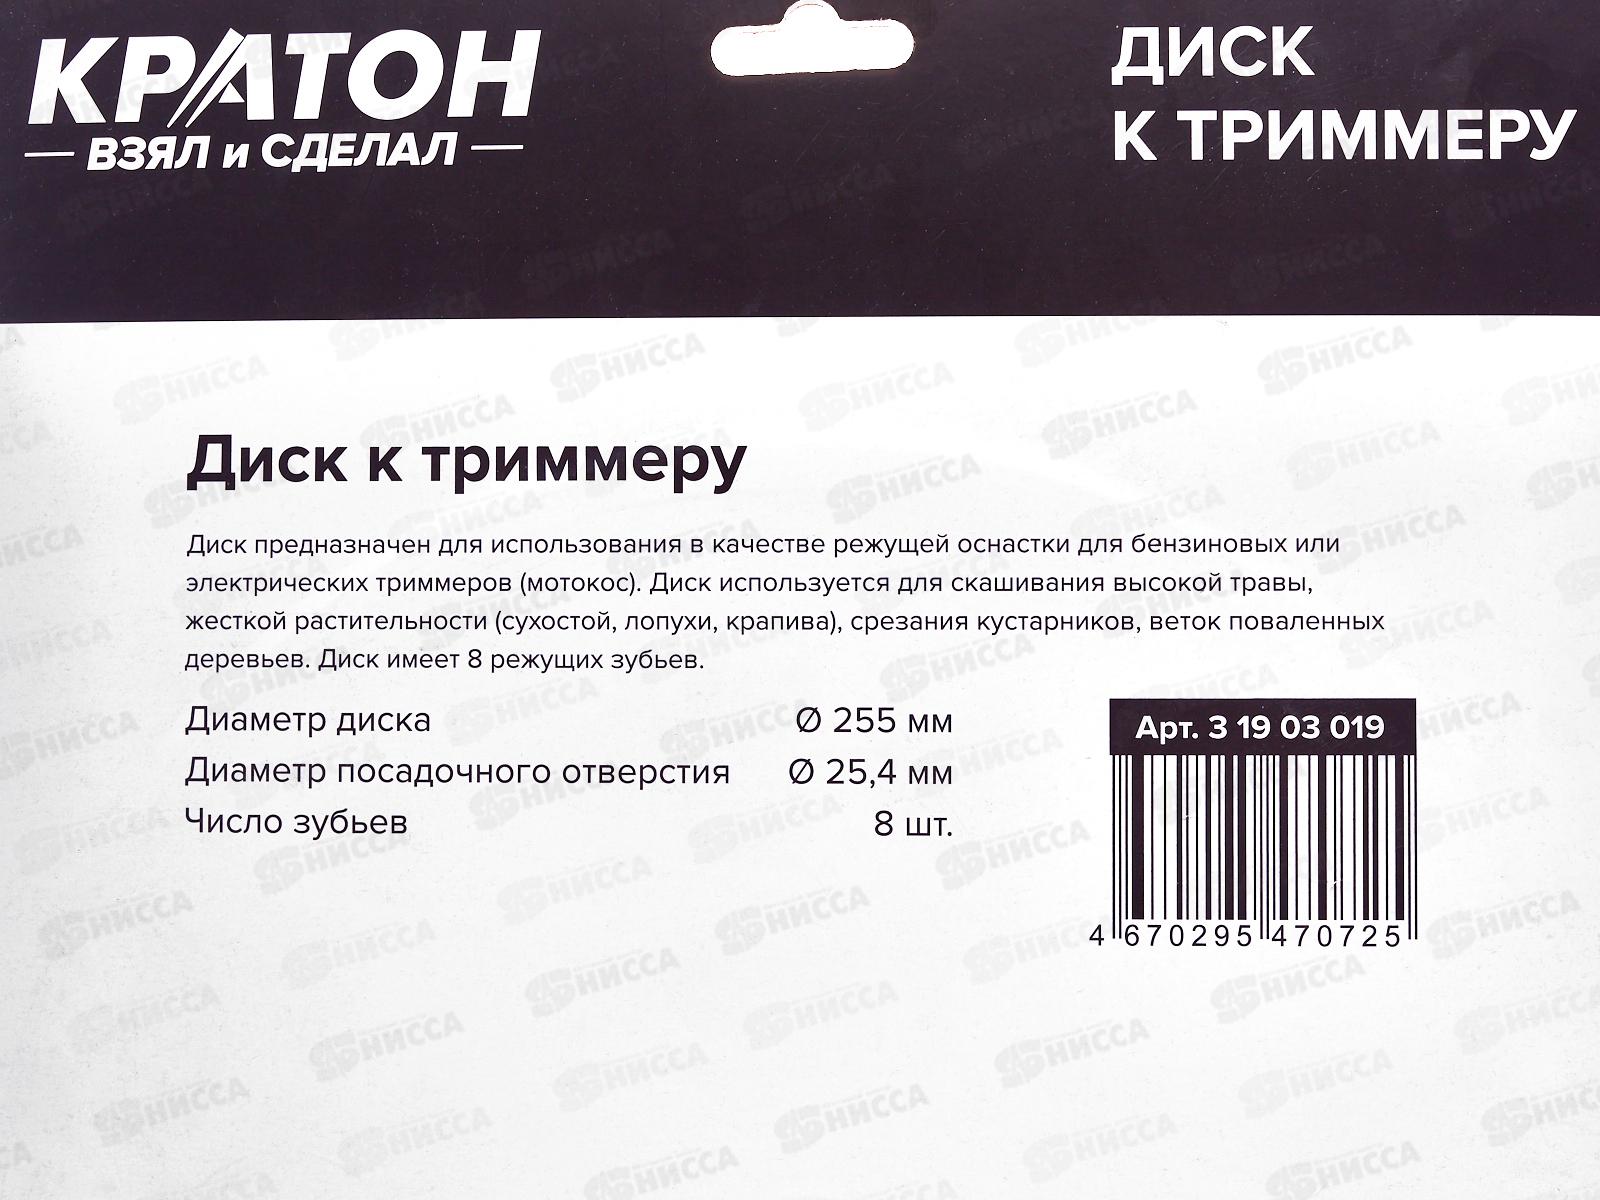 КРАТОН
ВЗЯЛ и СДЕЛАЛ
ДИСК
К ТРИММЕРУ
Диск к триммеру
Диск предназначен для использования в качестве режущей оснастки для бензиновых или
электрических триммеров (мотокос). Диск используется для скашивания высокой травы,
жесткой растительности (сухостой, лопухи, крапива), срезания кустарников, веток поваленных
деревьев. Диск имеет 8 режущих зубьев.
Диаметр диска Ø 255 мм
Диаметр посадочного отверстия Ø 25,4 мм
Число зубьев 8 шт.
Арт. 3 19 03 019
4 670295 470725
НИССА